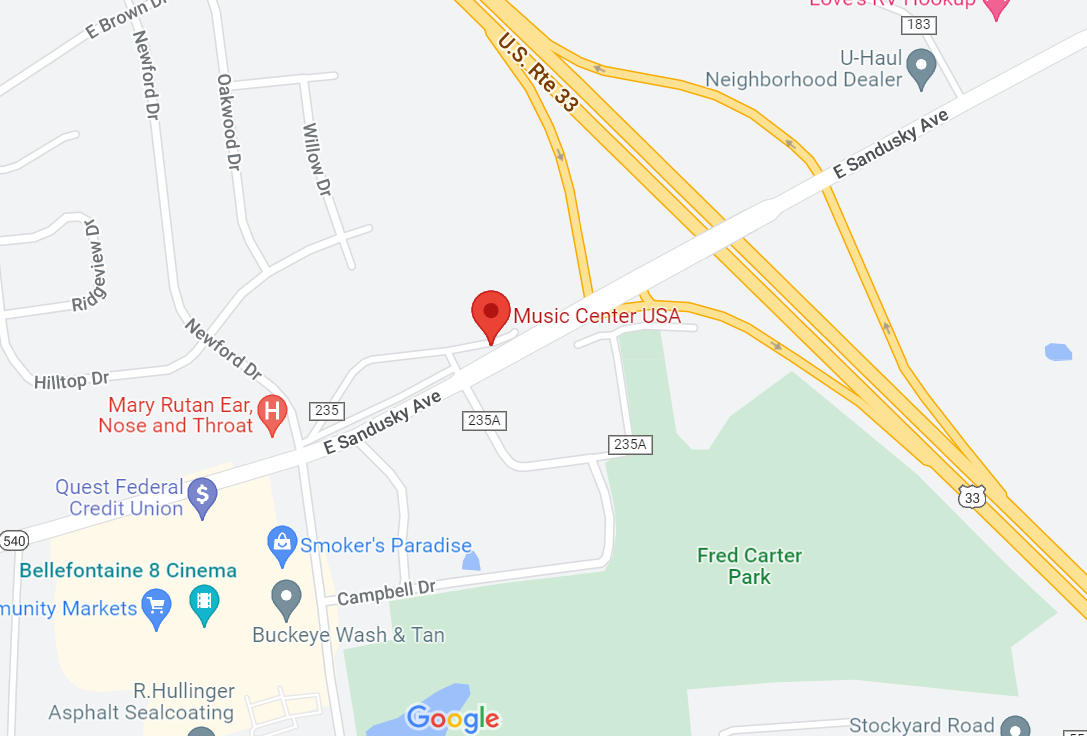 Love's RV Hookup
E Brown Dr
183
Newford Dr
U.S. Rte 33
U-Haul
Neighborhood Dealer
Oakwood Dr
Willow Dr
E Sandusky Ave
Ridgeview Dr
Music Center USA
Newford Dr
Hilltop Dr
Mary Rutan Ear,
Nose and Throat
235
E Sandusky Ave
235A
235A
Quest Federal
Credit Union
33
540
Smoker's Paradise
Fred Carter
Park
Bellefontaine 8 Cinema
Campbell Dr
munity Markets
Buckeye Wash & Tan
R.Hullinger
Asphalt Sealcoating
Google
Stockyard Road